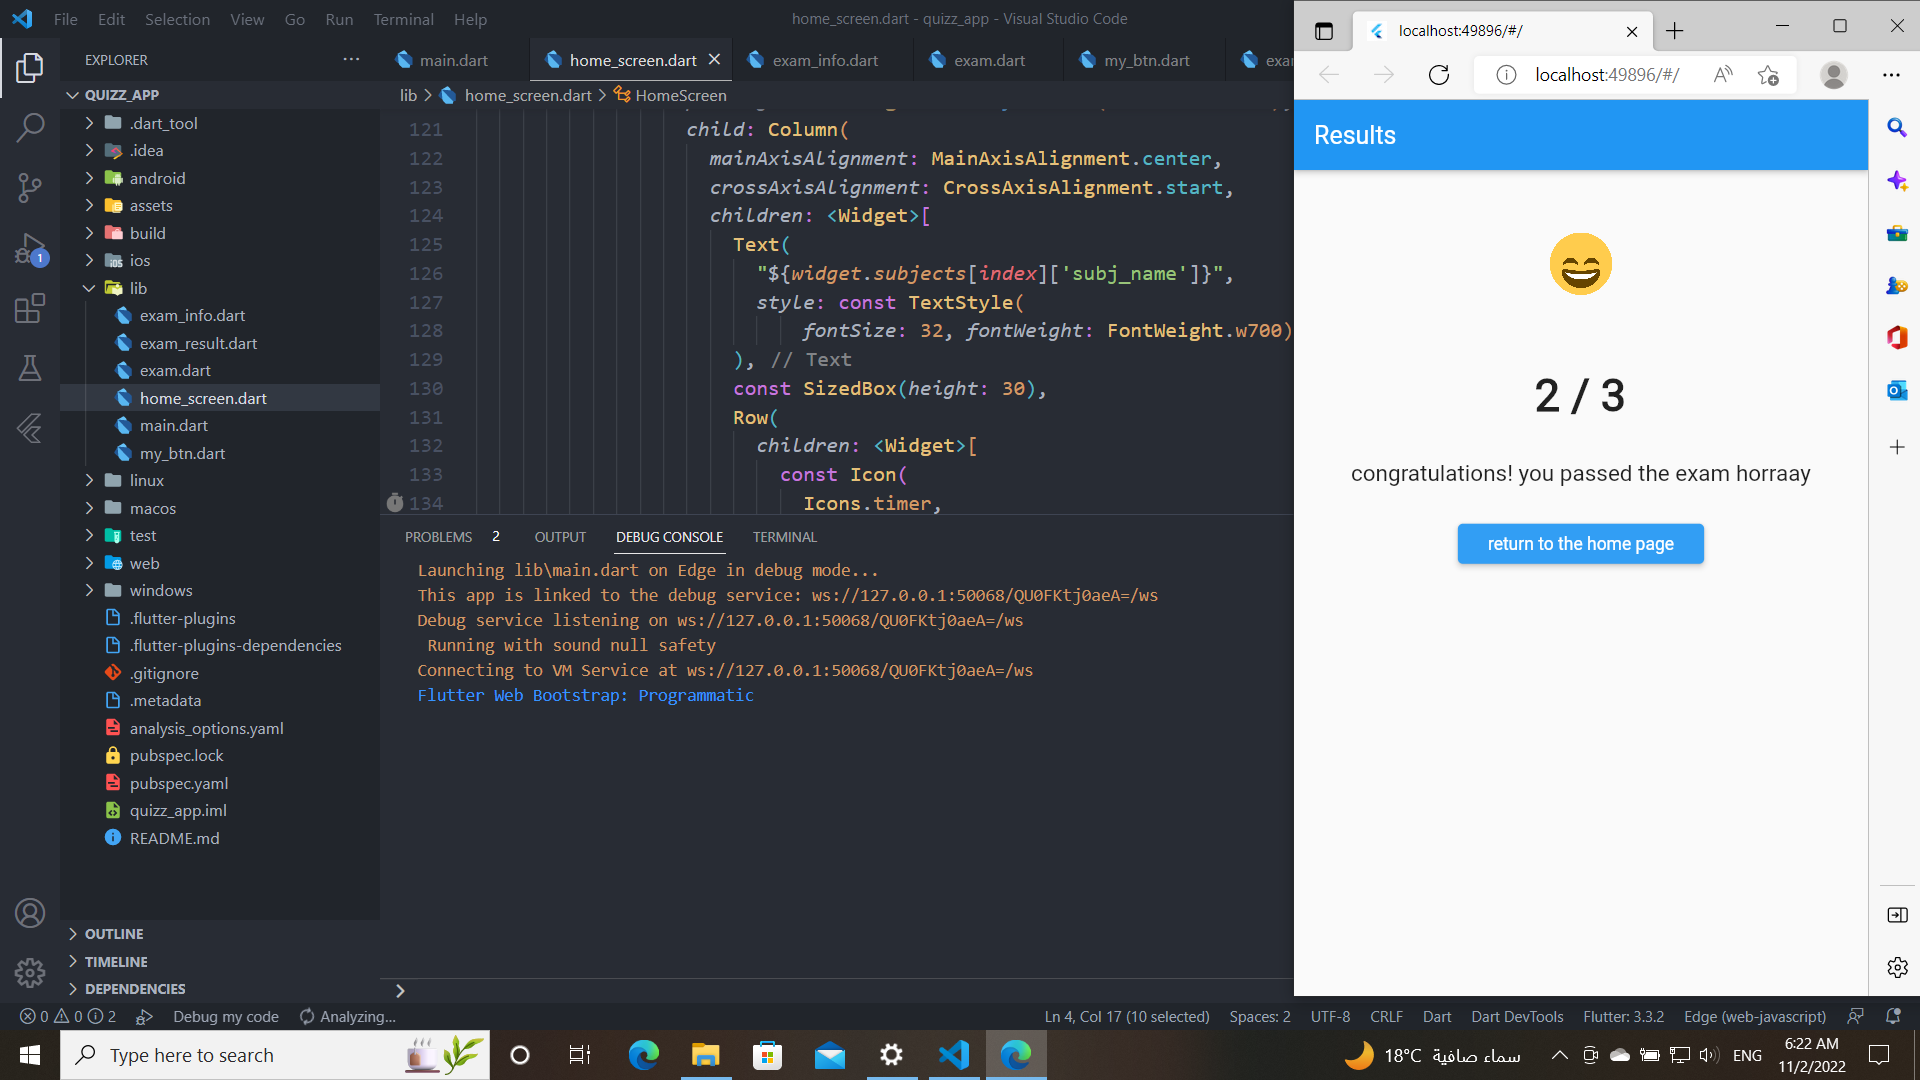 File Edit Selection View Go Run Terminal Help
home_screen.dart - quizz_app - Visual Studio Code
EXPLORER
QUIZZ_APP
.dart_tool
.idea
android
assets
build
ios
lib
exam_info.dart
exam_result.dart
exam.dart
home_screen.dart
main.dart
my_btn.dart
linux
macos
test
web
windows
.flutter-plugins
.flutter-plugins-dependencies
.gitignore
.metadata
analysis_options.yaml
pubspec.lock
pubspec.yaml
quizz_app.iml
README.md
OUTLINE
TIMELINE
DEPENDENCIES
1
main.dart home_screen.dart exam_info.dart exam.dart my_btn.dart
lib > home_screen.dart > HomeScreen
121 child: Column(
122 mainAxisAlignment: MainAxisAlignment.center,
123 crossAxisAlignment: CrossAxisAlignment.start,
124 children: <Widget>[
125 Text(
126 "${widget.subjects[index]['subj_name']}",
127 style: const TextStyle(
128 fontSize: 32, fontWeight: FontWeight.w700)
129 ), // Text
130 const SizedBox(height: 30),
131 Row(
132 children: <Widget>[
133 const Icon(
134 Icons.timer,
PROBLEMS 2 OUTPUT DEBUG CONSOLE TERMINAL
Launching lib\main.dart on Edge in debug mode...
This app is linked to the debug service: ws://127.0.0.1:50068/QU0FKtj0aeA=/ws
Debug service listening on ws://127.0.0.1:50068/QU0FKtj0aeA=/ws
Running with sound null safety
Connecting to VM Service at ws://127.0.0.1:50068/QU0FKtj0aeA=/ws
Flutter Web Bootstrap: Programmatic
localhost:49896/#/
localhost:49896/#/
Results
2 / 3
congratulations! you passed the exam horraay
return to the home page
0 0 2 Debug my code Analyzing... Ln 4, Col 17 (10 selected) Spaces: 2 UTF-8 CRLF Dart Dart DevTools Flutter: 3.3.2 Edge (web-javascript)
Type here to search
18°C سماء صافية
ENG
6:22 AM
11/2/2022